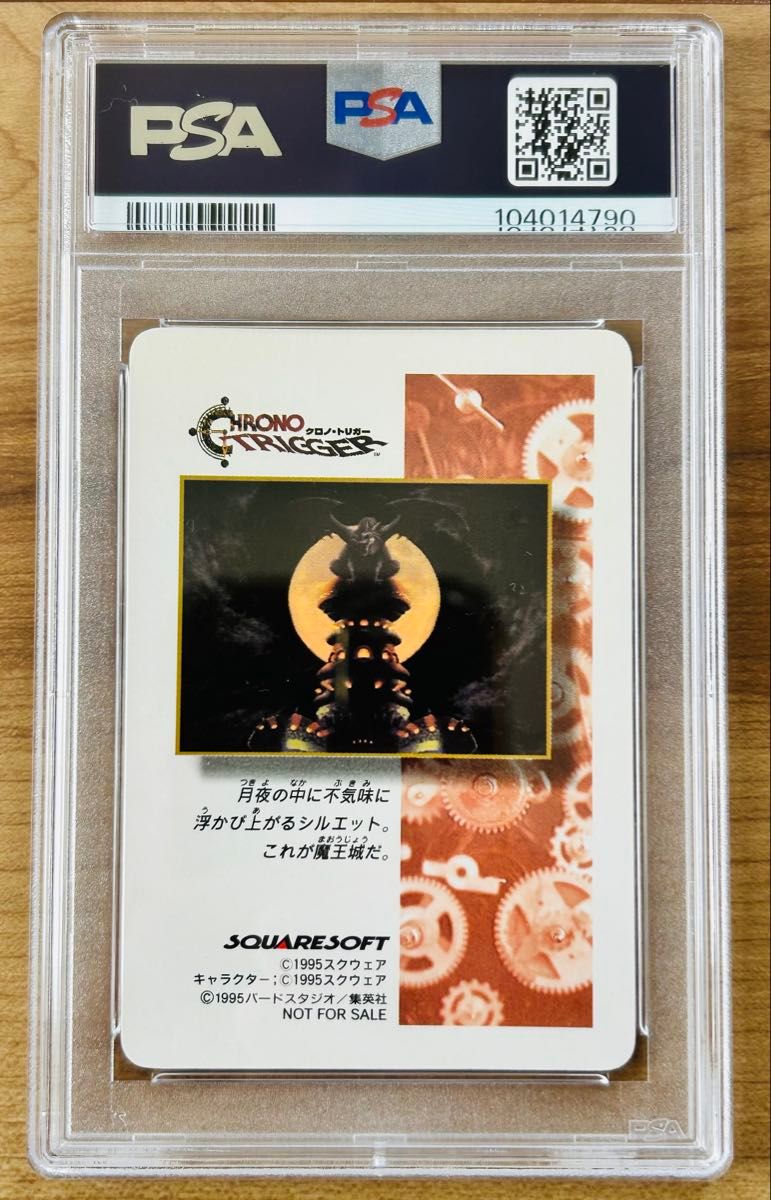 PSA
PSA
104014790
CHRONO
クロノ・トリガー
TRIGGER
TM
つきよ なか ぶきみ
月夜の中に不気味に
う あ
浮かび上がるシルエット。
まおうじょう
これが魔王城だ。
SQUARESOFT
©1995スクウェア
キャラクター;©1995スクウェア
©1995バードスタジオ/集英社
NOT FOR SALE
PSA